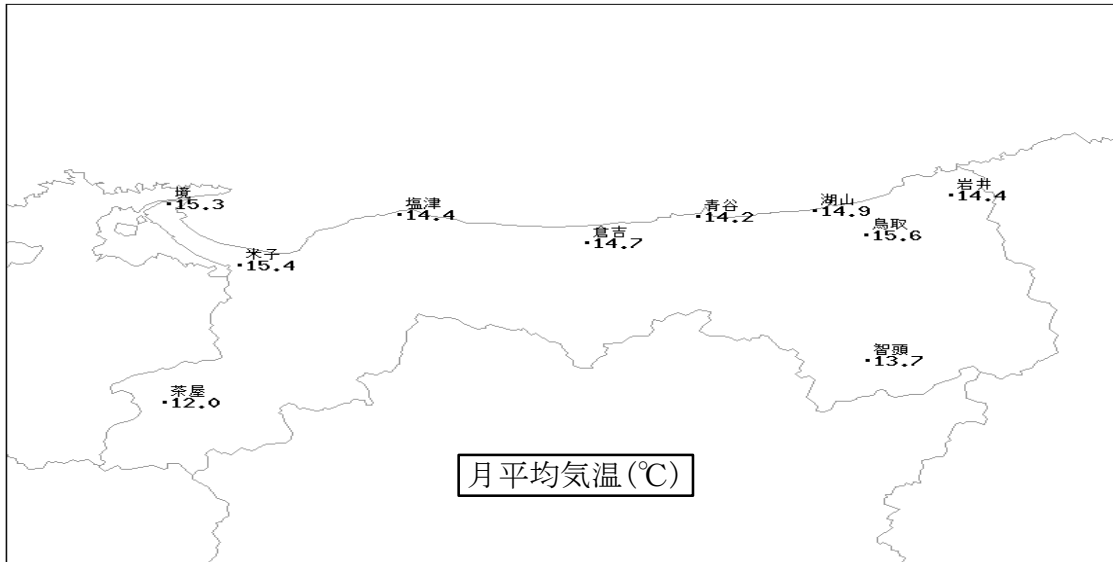 境
15.3
米子
15.4
塩津
14.4
倉吉
14.7
青谷
14.2
湖山
14.9
鳥取
15.6
岩井
14.4
智頭
13.7
茶屋
12.0
月平均気温(℃)